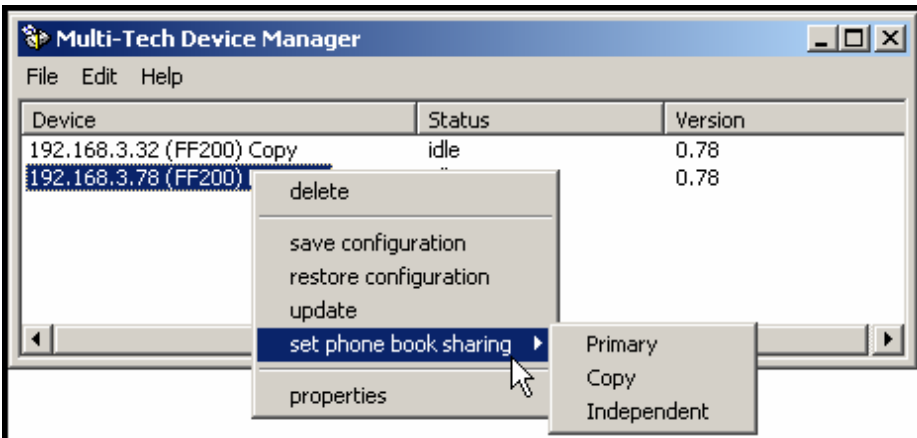 Multi-Tech Device Manager
File Edit Help
Device Status Version
192.168.3.32 (FF200) Copy idle 0.78
192.168.3.78 (FF200) 0.78
delete
save configuration
restore configuration
update
set phone book sharing
properties
Primary
Copy
Independent